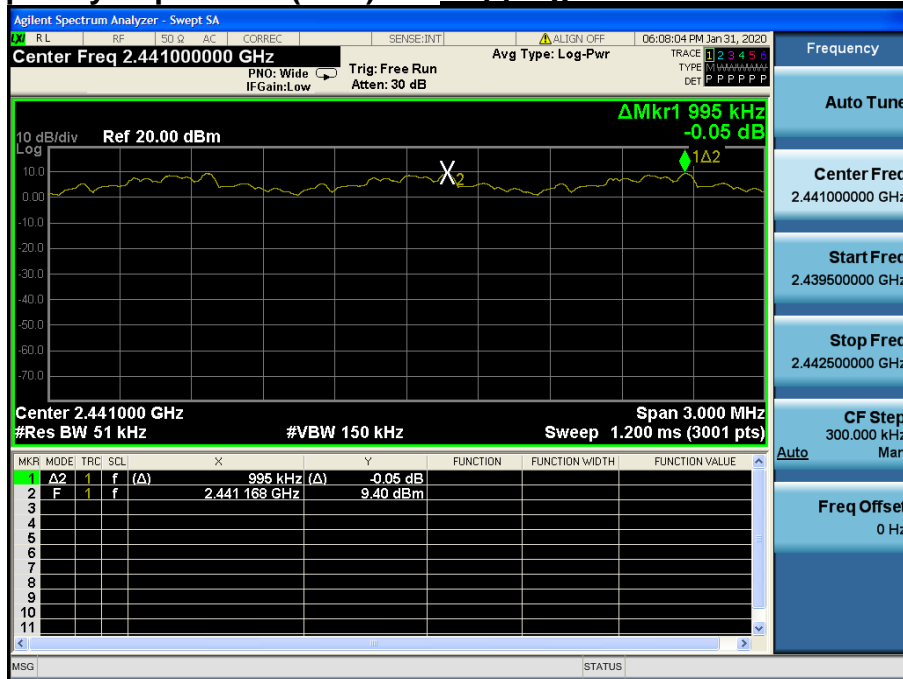 Agilent Spectrum Analyzer - Swept SA
LXI RL RF 50 Ω AC CORREC SENSE:INT ALIGN OFF 06:08:04 PM Jan 31, 2020
Center Freq 2.441000000 GHz
PNO: Wide
IFGain:Low
Trig: Free Run
Atten: 30 dB
Avg Type: Log-Pwr
TRACE 1 2 3 4 5 6
TYPE M WWWWW
DET P P P P P P
ΔMkr1 995 kHz
-0.05 dB
10 dB/div Ref 20.00 dBm
Log
10.0
0.00
-10.0
-20.0
-30.0
-40.0
-50.0
-60.0
-70.0
X2
1Δ2
Center 2.441000 GHz Span 3.000 MHz
#Res BW 51 kHz #VBW 150 kHz Sweep 1.200 ms (3001 pts)
MKR MODE TRC SCL X Y FUNCTION FUNCTION WIDTH FUNCTION VALUE
1 Δ2 1 f (Δ) 995 kHz (Δ) -0.05 dB
2 F 1 f 2.441 168 GHz 9.40 dBm
3
4
5
6
7
8
9
10
11
MSG STATUS
Frequency
Auto Tune
Center Freq
2.441000000 GHz
Start Freq
2.439500000 GHz
Stop Freq
2.442500000 GHz
CF Step
300.000 kHz
Auto Man
Freq Offset
0 Hz